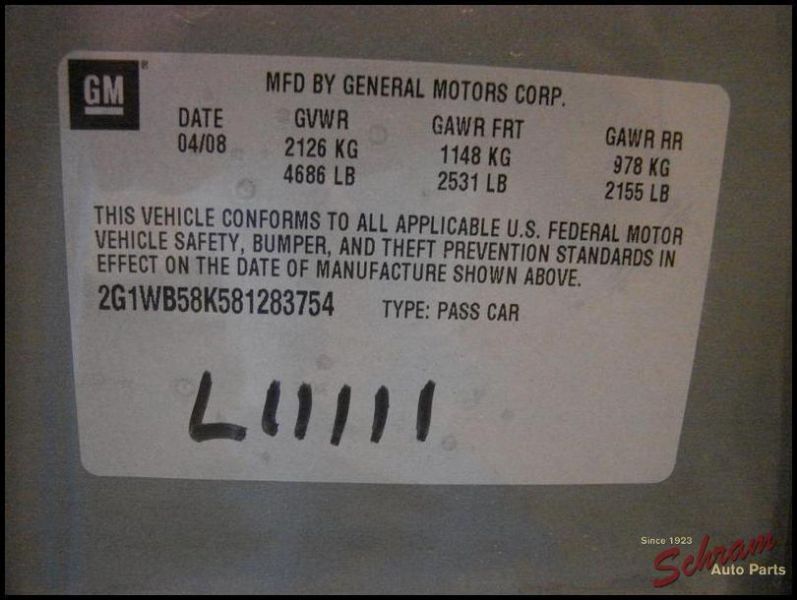 GM
MFD BY GENERAL MOTORS CORP.
DATE GVWR GAWR FRT GAWR RR
04/08 2126 KG 1148 KG 978 KG
4686 LB 2531 LB 2155 LB
THIS VEHICLE CONFORMS TO ALL APPLICABLE U.S. FEDERAL MOTOR
VEHICLE SAFETY, BUMPER, AND THEFT PREVENTION STANDARDS IN
EFFECT ON THE DATE OF MANUFACTURE SHOWN ABOVE.
2G1WB58K581283754 TYPE: PASS CAR
L11111
Since 1923
Schram
Auto Parts